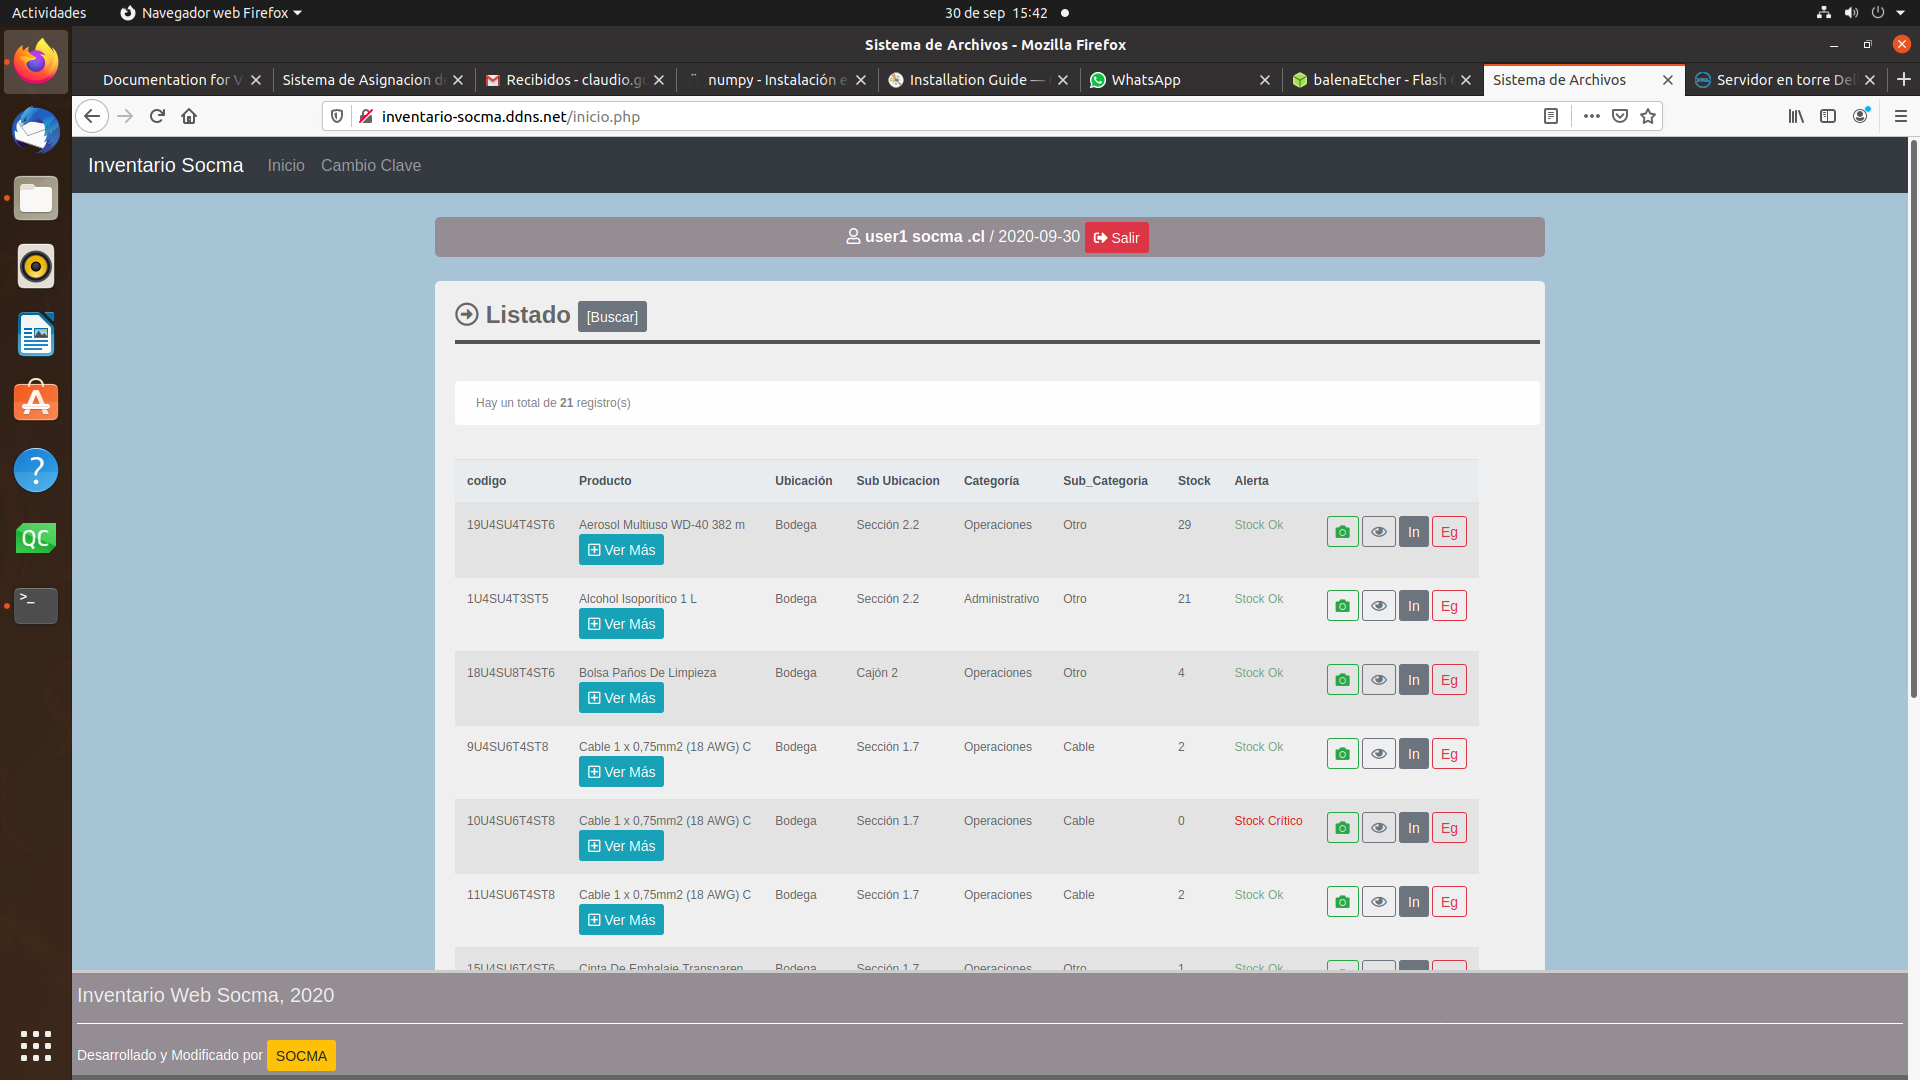 Actividades
Navegador web Firefox
30 de sep 15:42
Sistema de Archivos - Mozilla Firefox
Documentation for V
Sistema de Asignacion d
Recibidos - claudio.g
numpy - Instalación e
Installation Guide —
WhatsApp
balenaEtcher - Flash
Sistema de Archivos
Servidor en torre Del
inventario-socma.ddns.net/inicio.php
Inventario Socma Inicio Cambio Clave
user1 socma .cl / 2020-09-30 Salir
Listado [Buscar]
Hay un total de 21 registro(s)
codigo Producto Ubicación Sub Ubicacion Categoría Sub_Categoria Stock Alerta
19U4SU4T4ST6 Aerosol Multiuso WD-40 382 m Bodega Sección 2.2 Operaciones Otro 29 Stock Ok In Eg
Ver Más
1U4SU4T3ST5 Alcohol Isoporítico 1 L Bodega Sección 2.2 Administrativo Otro 21 Stock Ok In Eg
Ver Más
18U4SU8T4ST6 Bolsa Paños De Limpieza Bodega Cajón 2 Operaciones Otro 4 Stock Ok In Eg
Ver Más
9U4SU6T4ST8 Cable 1 x 0,75mm2 (18 AWG) C Bodega Sección 1.7 Operaciones Cable 2 Stock Ok In Eg
Ver Más
10U4SU6T4ST8 Cable 1 x 0,75mm2 (18 AWG) C Bodega Sección 1.7 Operaciones Cable 0 Stock Crítico In Eg
Ver Más
11U4SU6T4ST8 Cable 1 x 0,75mm2 (18 AWG) C Bodega Sección 1.7 Operaciones Cable 2 Stock Ok In Eg
Ver Más
15U4SU6T4ST6 Cinta De Embalaje Transparen Bodega Sección 1.7 Operaciones Otro 1 Stock Ok
Inventario Web Socma, 2020
Desarrollado y Modificado por SOCMA
QC